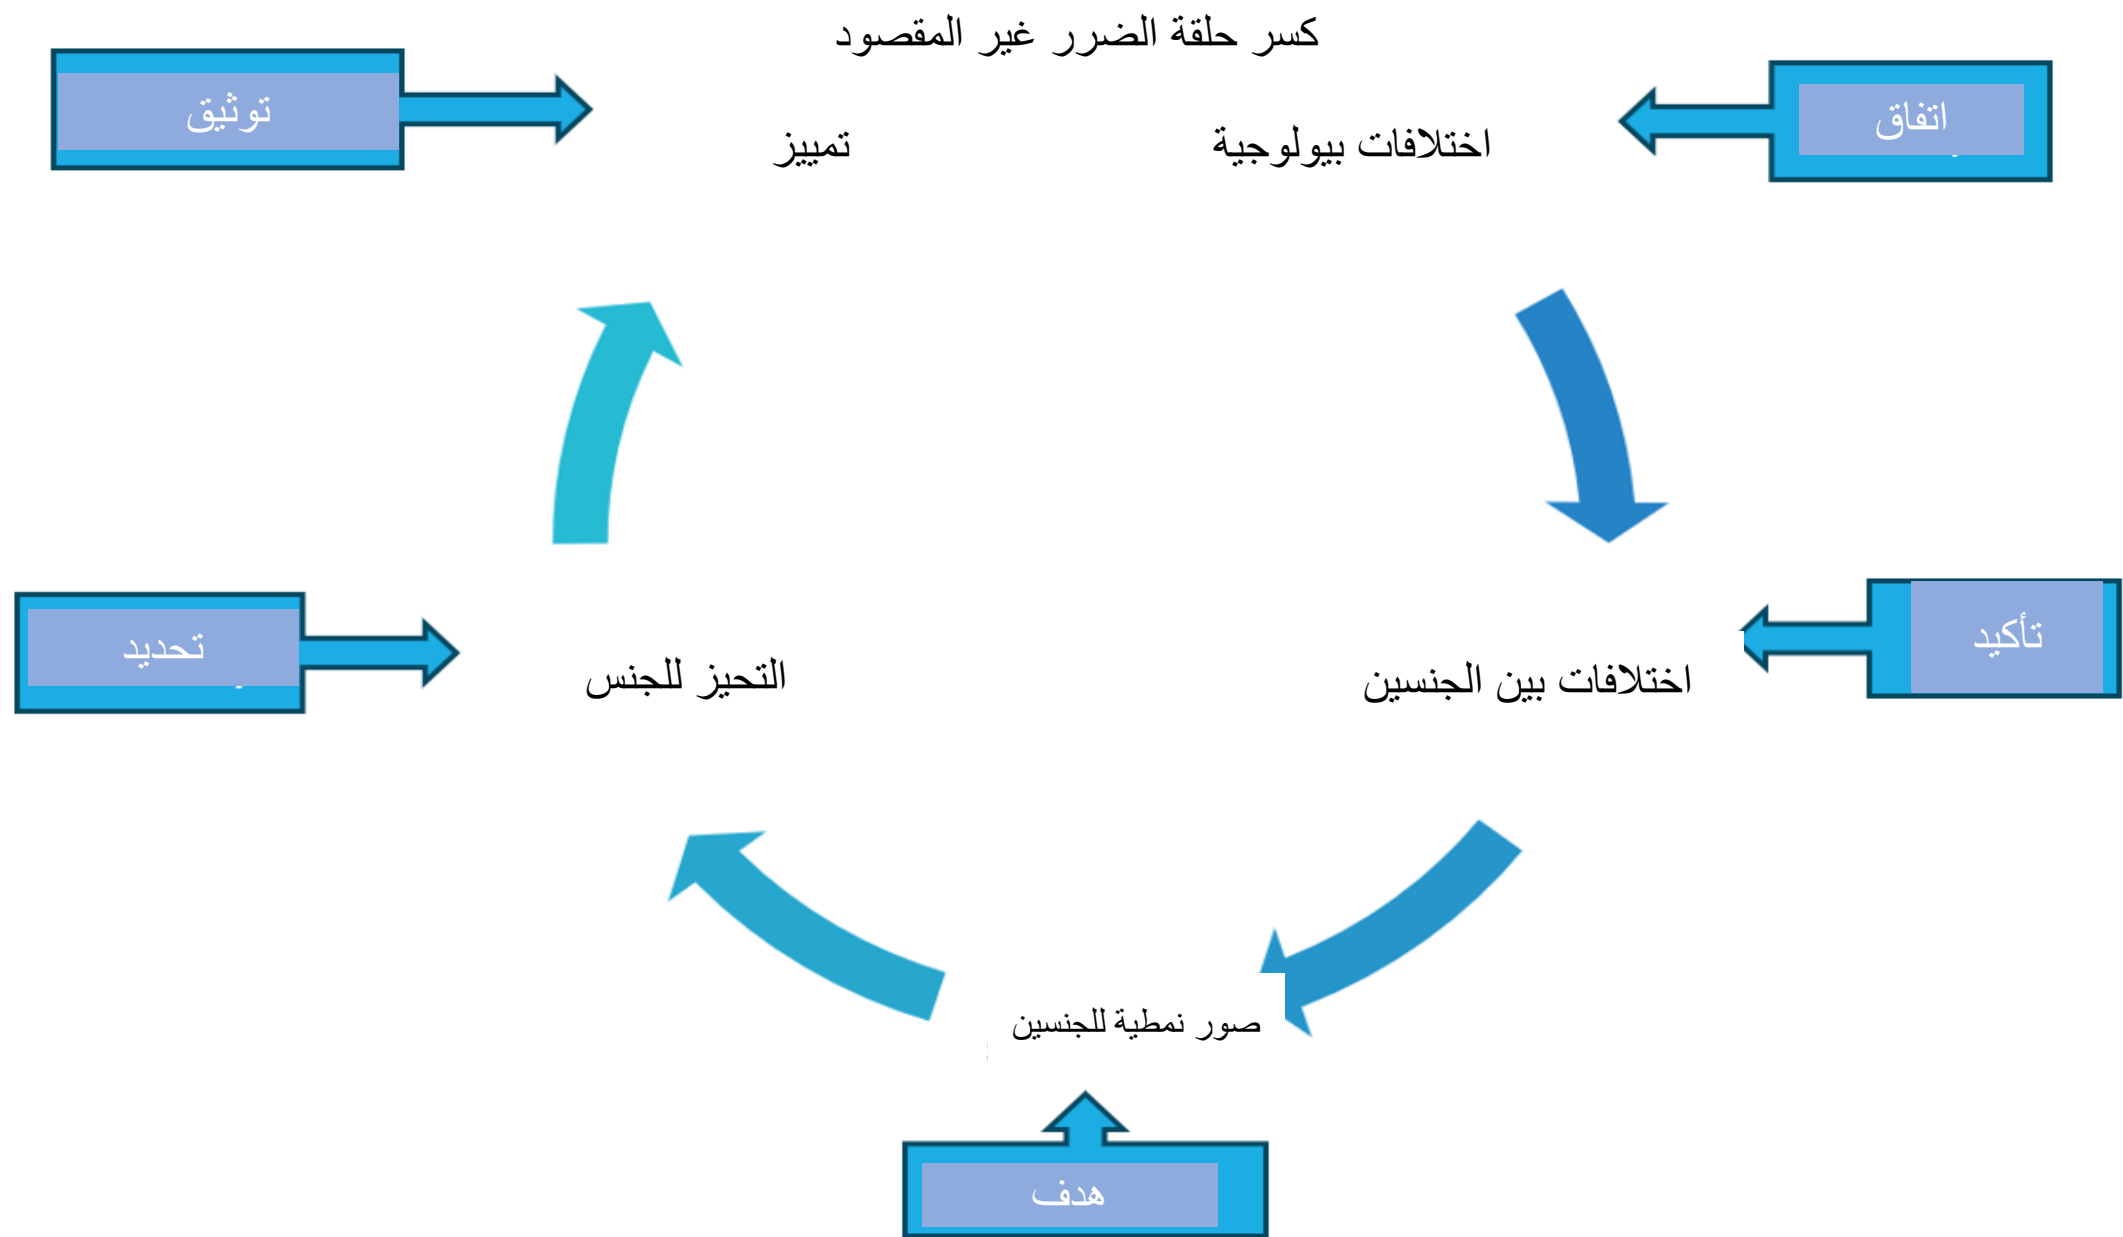 كسر حلقة الضرر غير المقصود
اتفاق
توثيق
اختلافات بيولوجية
تمييز
تأكيد
تحديد
اختلافات بين الجنسين
التحيز للجنس
صور نمطية للجنسين
هدف